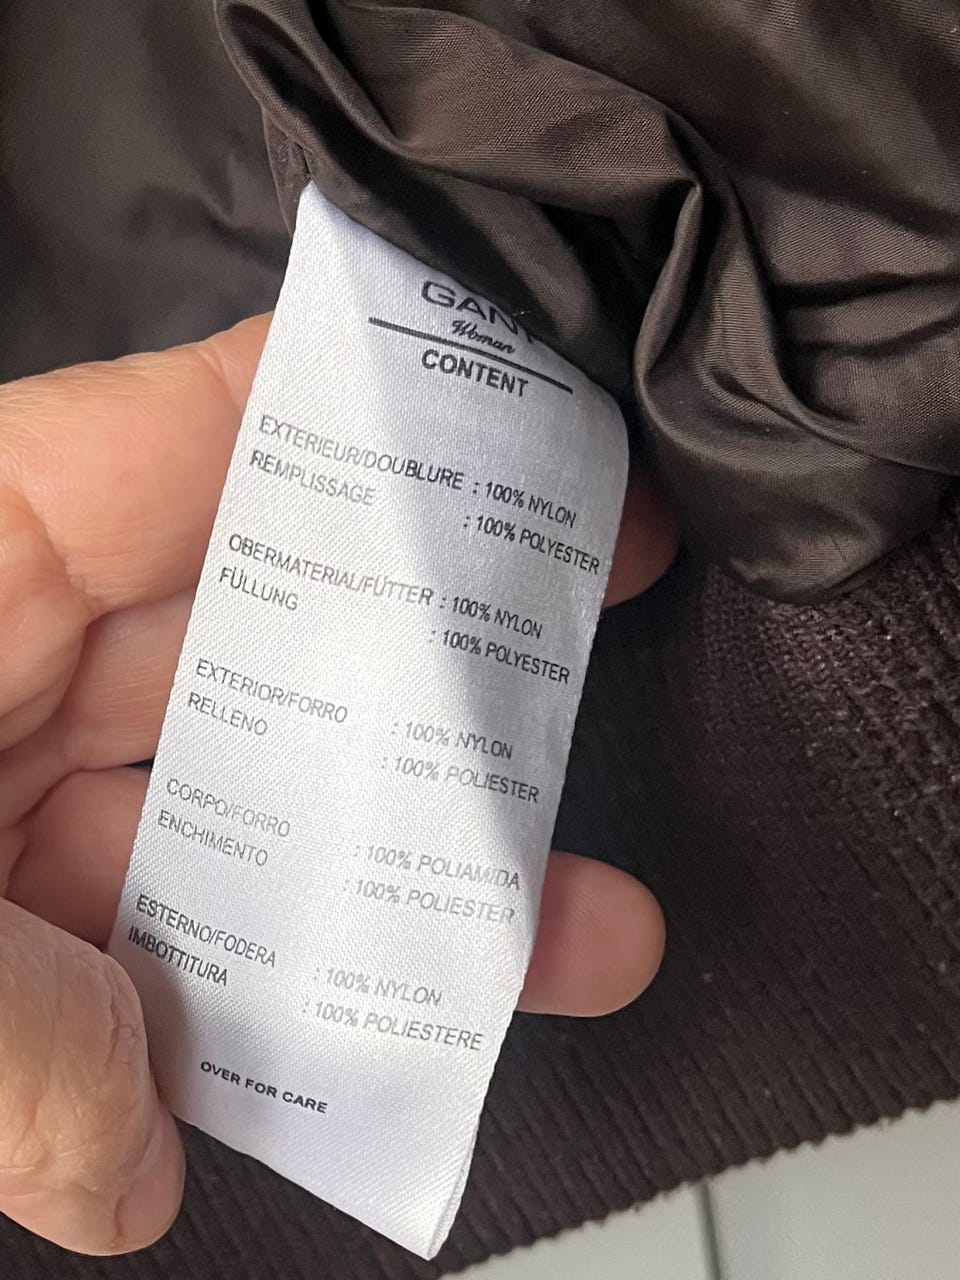 GANT
Woman
CONTENT
EXTERIEUR/DOUBLURE : 100% NYLON
REMPLISSAGE : 100% POLYESTER
OBERMATERIAL/FÜTTER : 100% NYLON
FÜLLUNG : 100% POLYESTER
EXTERIOR/FORRO : 100% NYLON
RELLENO : 100% POLIESTER
CORPO/FORRO : 100% POLIAMIDA
ENCHIMENTO : 100% POLIESTER
ESTERNO/FODERA : 100% NYLON
IMBOTTITURA : 100% POLIESTERE
OVER FOR CARE